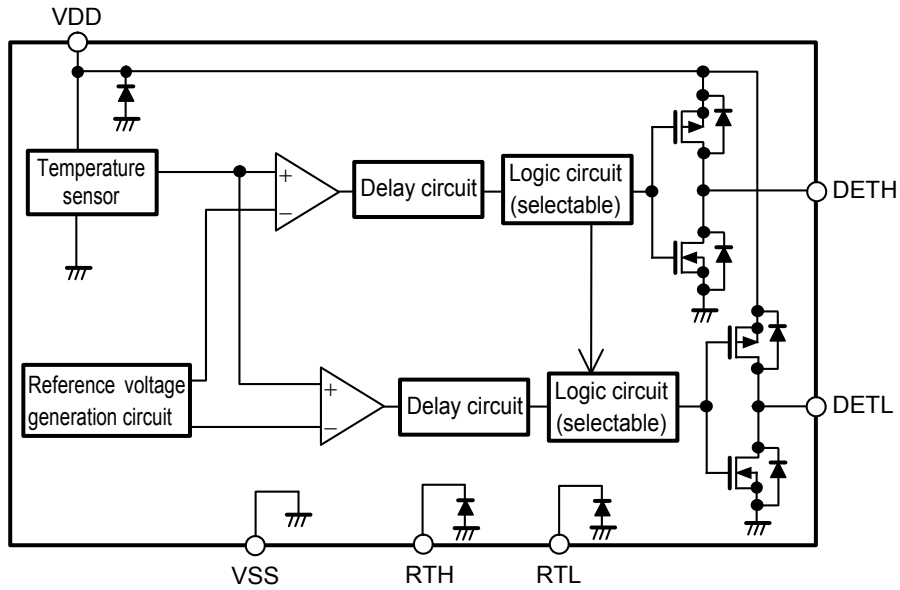 VDD
Temperature
sensor
+
−
Delay circuit
Logic circuit
(selectable)
DETH
Reference voltage
generation circuit
+
−
Delay circuit
Logic circuit
(selectable)
DETL
VSS
RTH
RTL